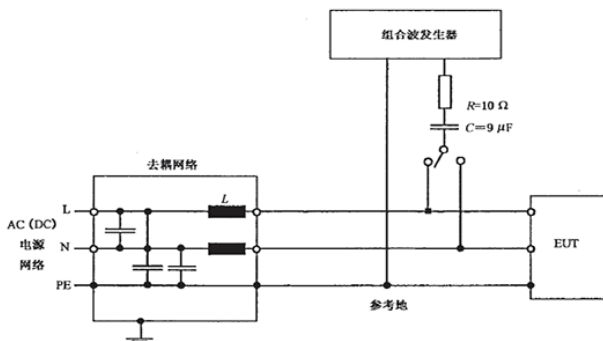 组合波发生器
R=10 Ω
C=9 μF
去耦网络
L
L
AC (DC)
电源
网络
N
PE
EUT
参考地